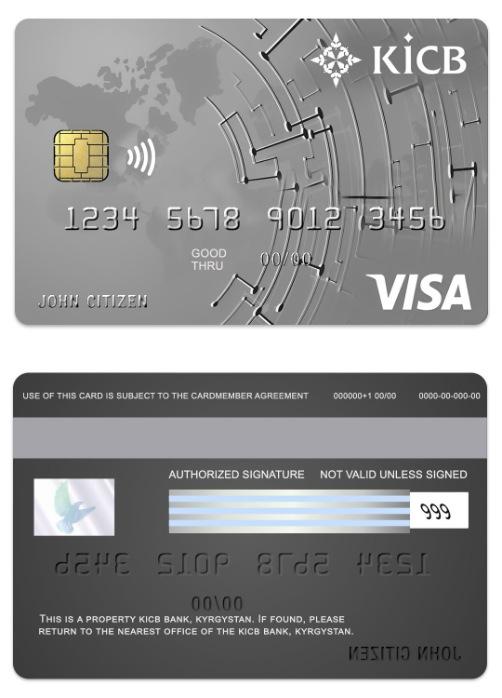 KICB
1234 5678 9012 3456
GOOD
THRU
00/00
JOHN CITIZEN
VISA
USE OF THIS CARD IS SUBJECT TO THE CARDMEMBER AGREEMENT 000000+1 00/00 0000-00-000-00
AUTHORIZED SIGNATURE NOT VALID UNLESS SIGNED
999
1234 5678 9012 3456
00/00
THIS IS A PROPERTY KICB BANK, KYRGYSTAN. IF FOUND, PLEASE
RETURN TO THE NEAREST OFFICE OF THE KICB BANK, KYRGYSTAN.
JOHN CITIZEN